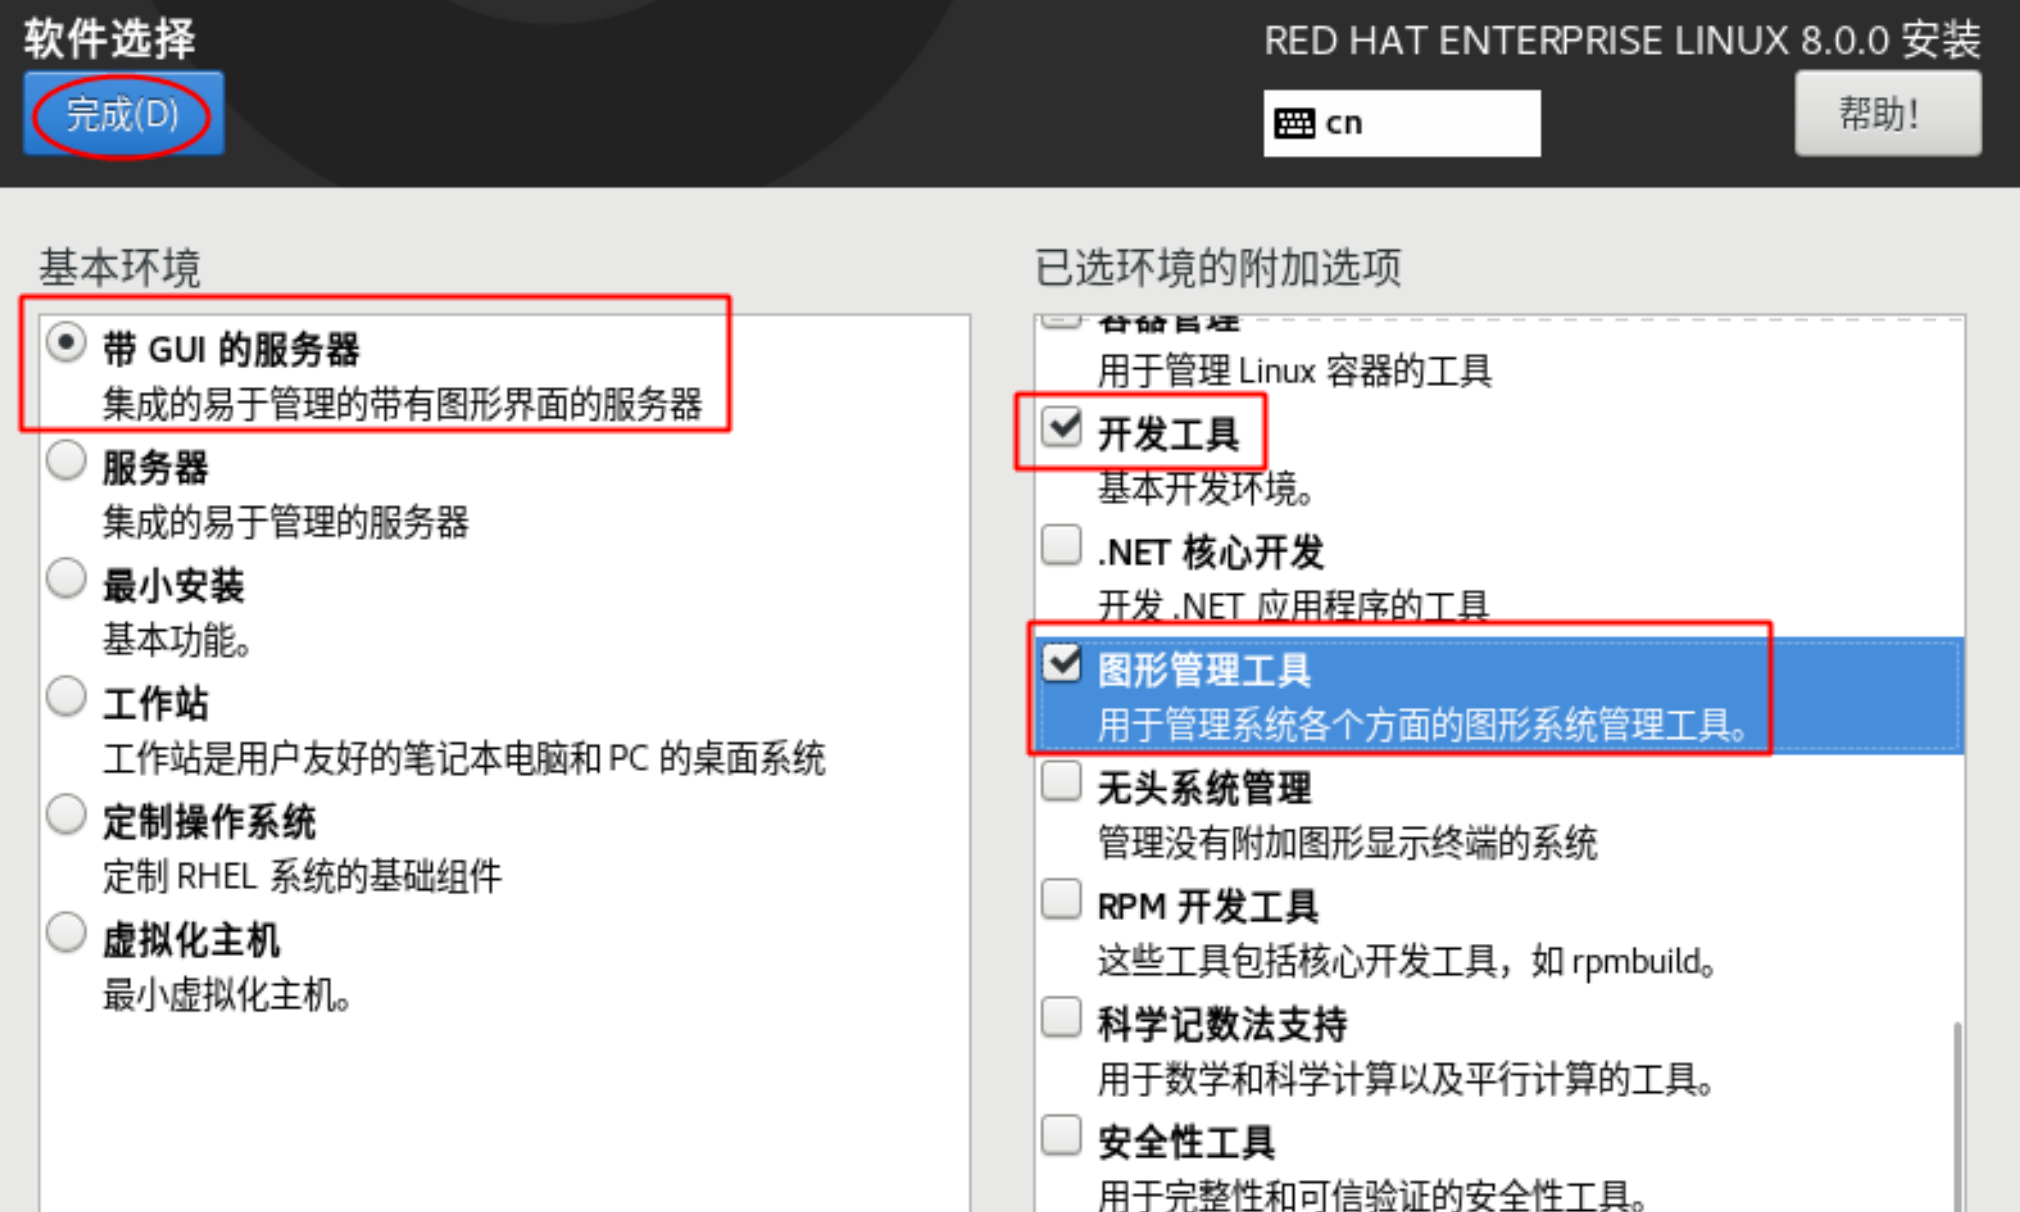 软件选择
完成(D)
RED HAT ENTERPRISE LINUX 8.0.0 安装
cn
帮助!
基本环境
带 GUI 的服务器
集成的易于管理的带有图形界面的服务器
服务器
集成的易于管理的服务器
最小安装
基本功能。
工作站
工作站是用户友好的笔记本电脑和 PC 的桌面系统
定制操作系统
定制 RHEL 系统的基础组件
虚拟化主机
最小虚拟化主机。
已选环境的附加选项
容器管理
用于管理 Linux 容器的工具
开发工具
基本开发环境。
.NET 核心开发
开发 .NET 应用程序的工具
图形管理工具
用于管理系统各个方面的图形系统管理工具。
无头系统管理
管理没有附加图形显示终端的系统
RPM 开发工具
这些工具包括核心开发工具，如 rpmbuild。
科学记数法支持
用于数学和科学计算以及平行计算的工具。
安全性工具
用于完整性和可信验证的安全性工具。